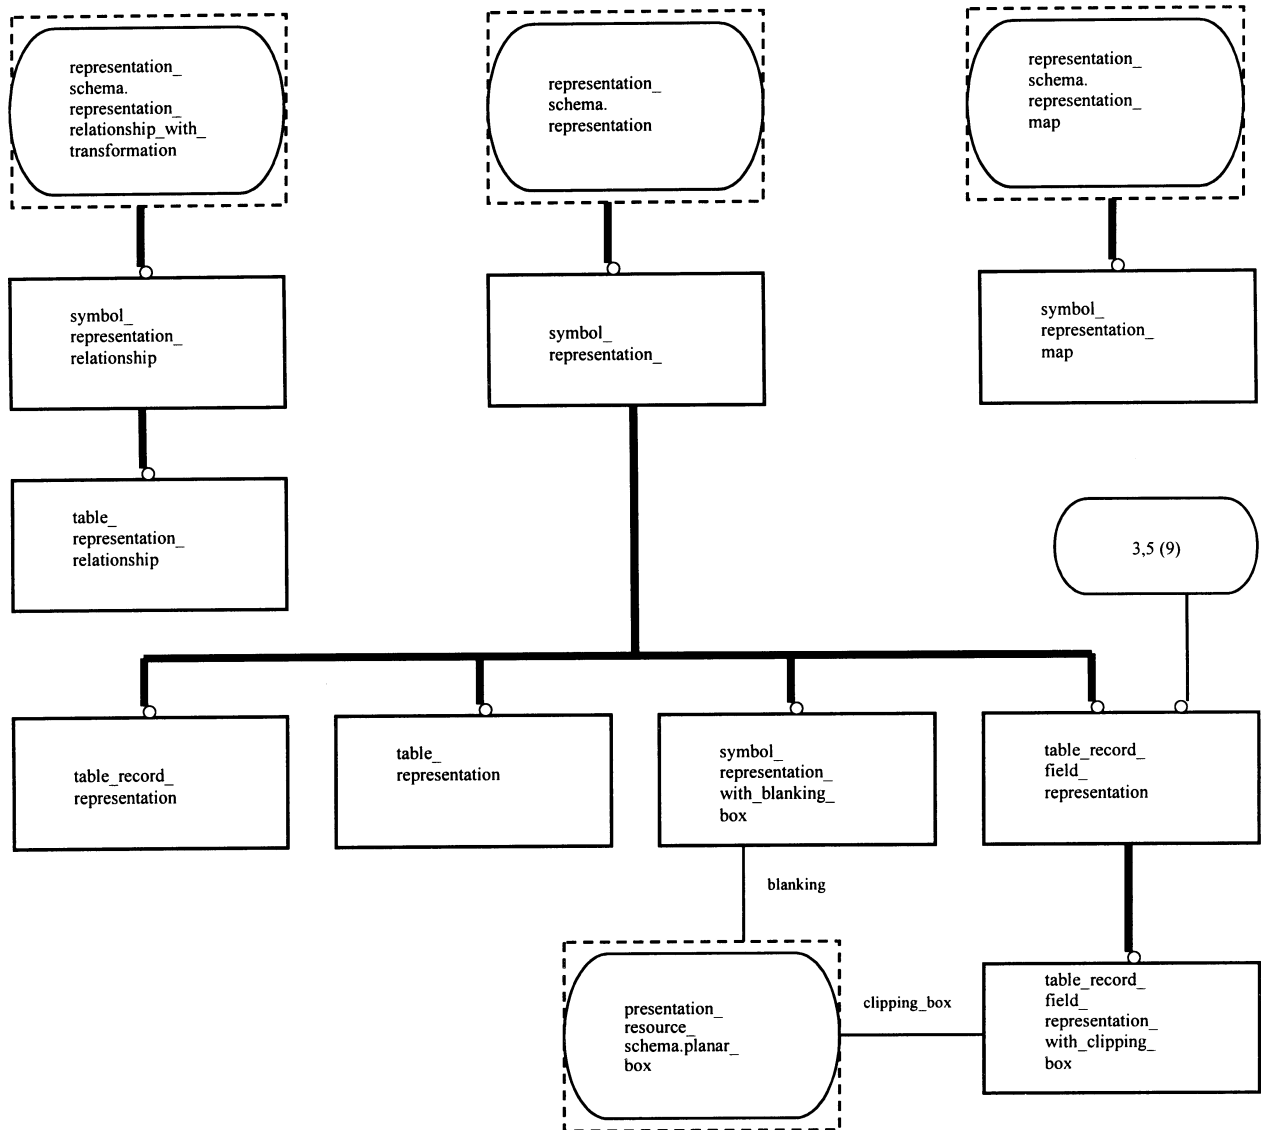 representation_
schema.
representation_
relationship_with_
transformation
representation_
schema.
representation
representation_
schema.
representation_
map
symbol_
representation_
relationship
symbol_
representation_
symbol_
representation_
map
table_
representation_
relationship
3,5 (9)
table_record_
representation
table_
representation
symbol_
representation_
with_blanking_
box
table_record_
field_
representation
blanking
presentation_
resource_
schema.planar_
box
clipping_box
table_record_
field_
representation_
with_clipping_
box